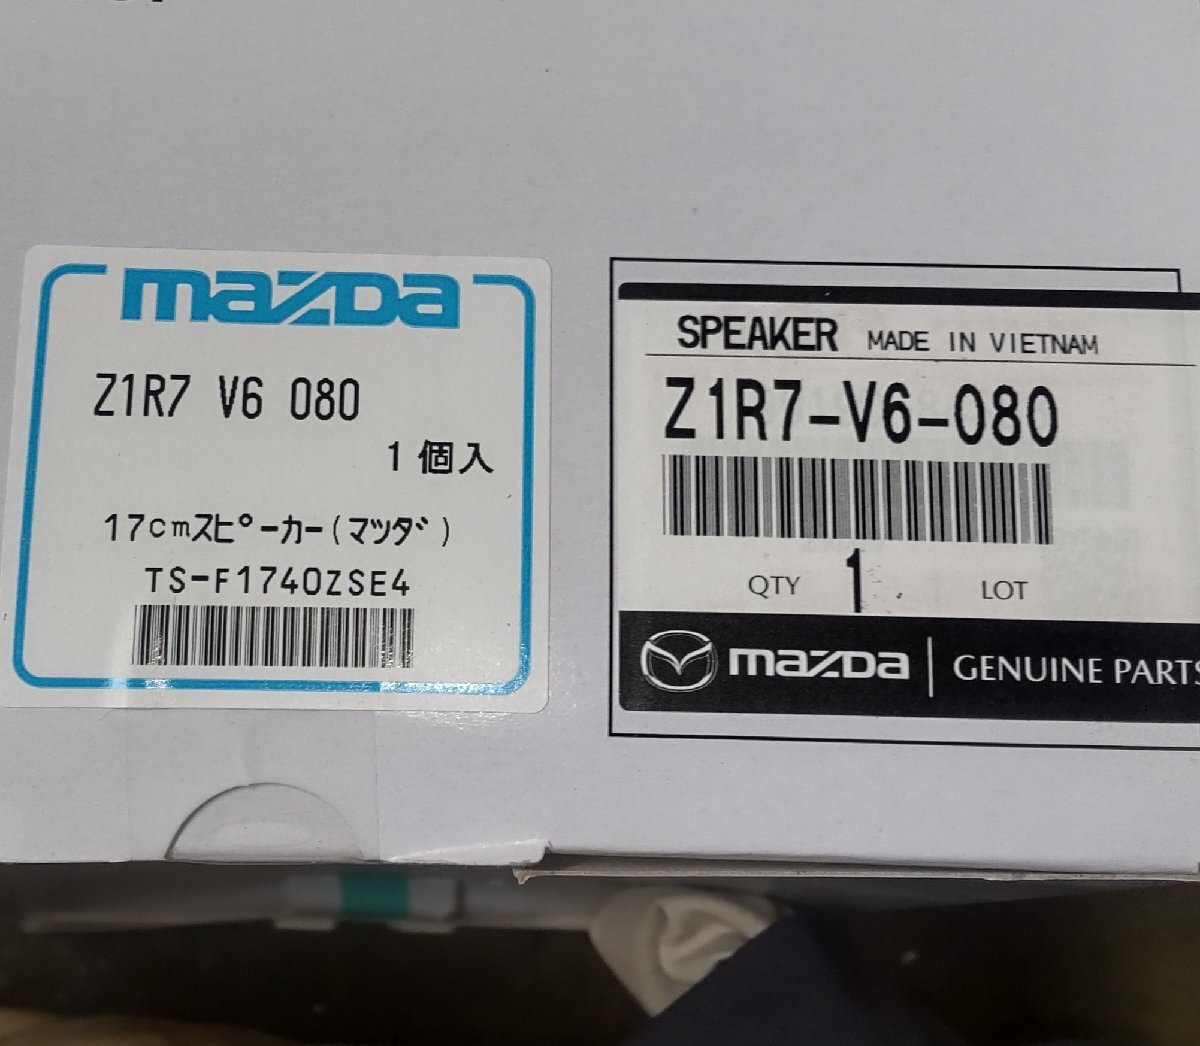 mazda
Z1R7 V6 080
1個入
17cmスピーカー(マツダ)
TS-F1740ZSE4
SPEAKER MADE IN VIETNAM
Z1R7-V6-080
QTY 1 LOT
mazda GENUINE PARTS